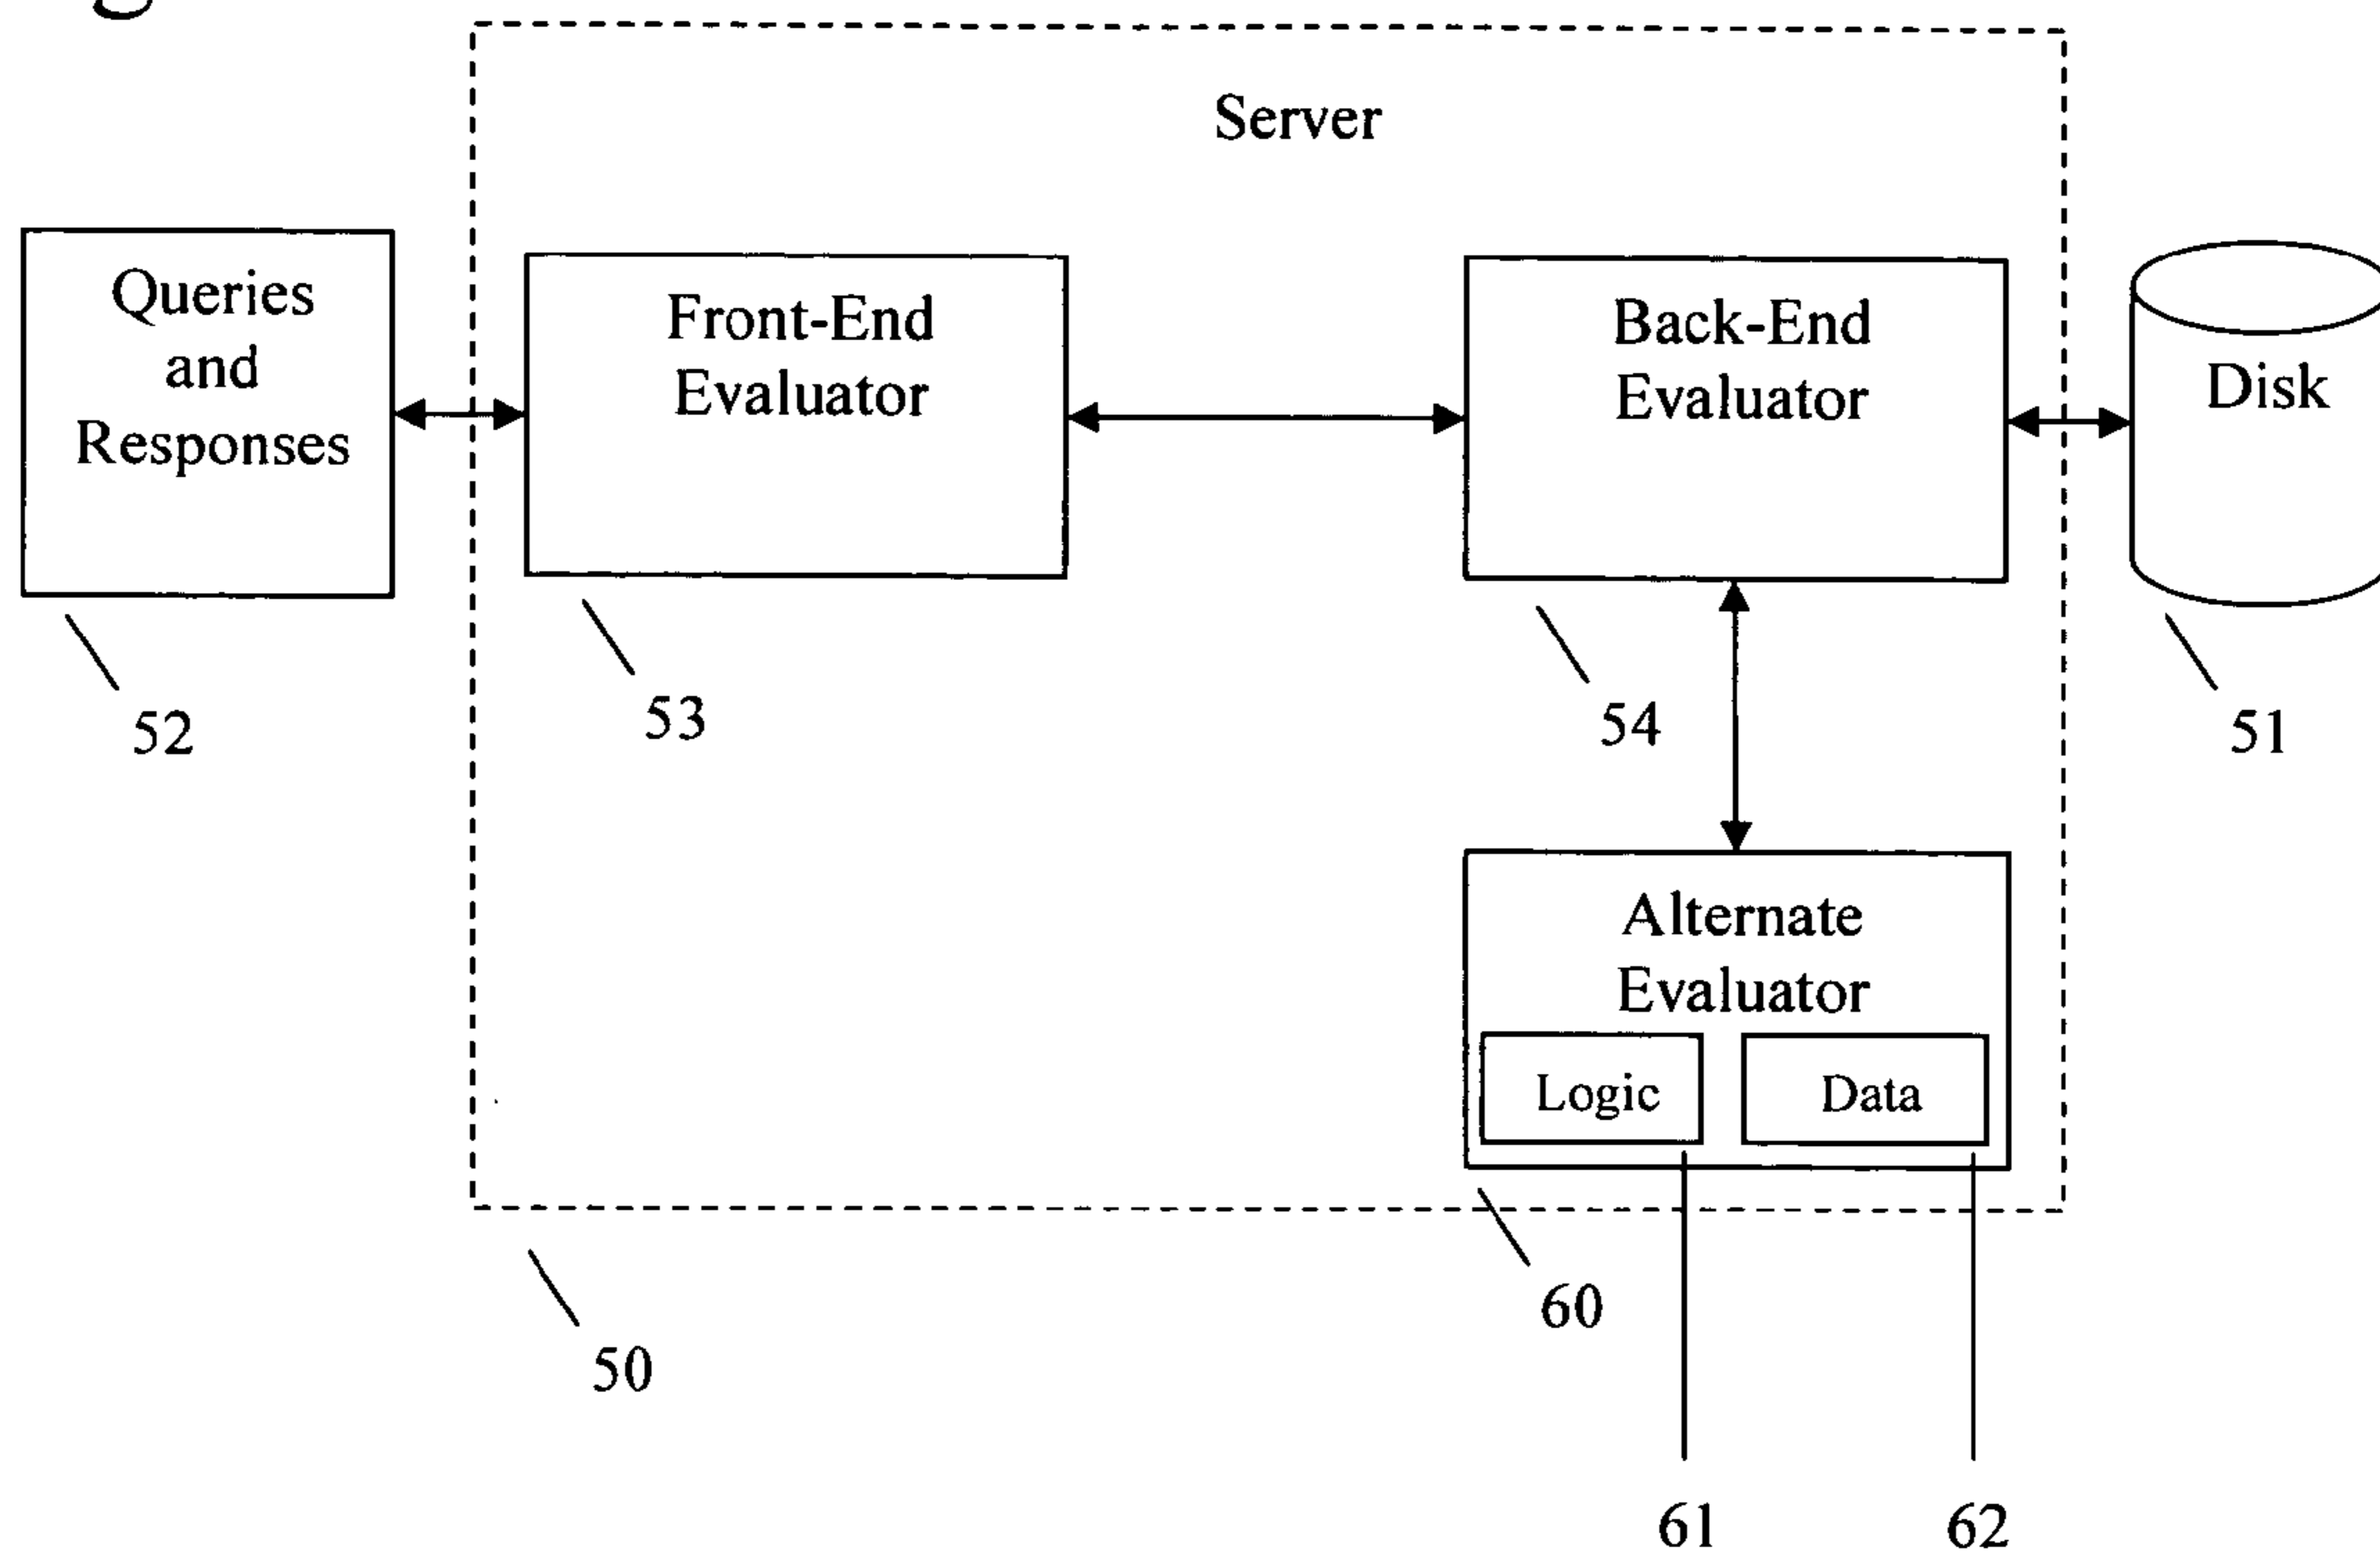 Server
Queries
and
Responses
Front-End
Evaluator
Back-End
Evaluator
Disk
52
53
54
51
Alternate
Evaluator
Logic
Data
60
50
61
62